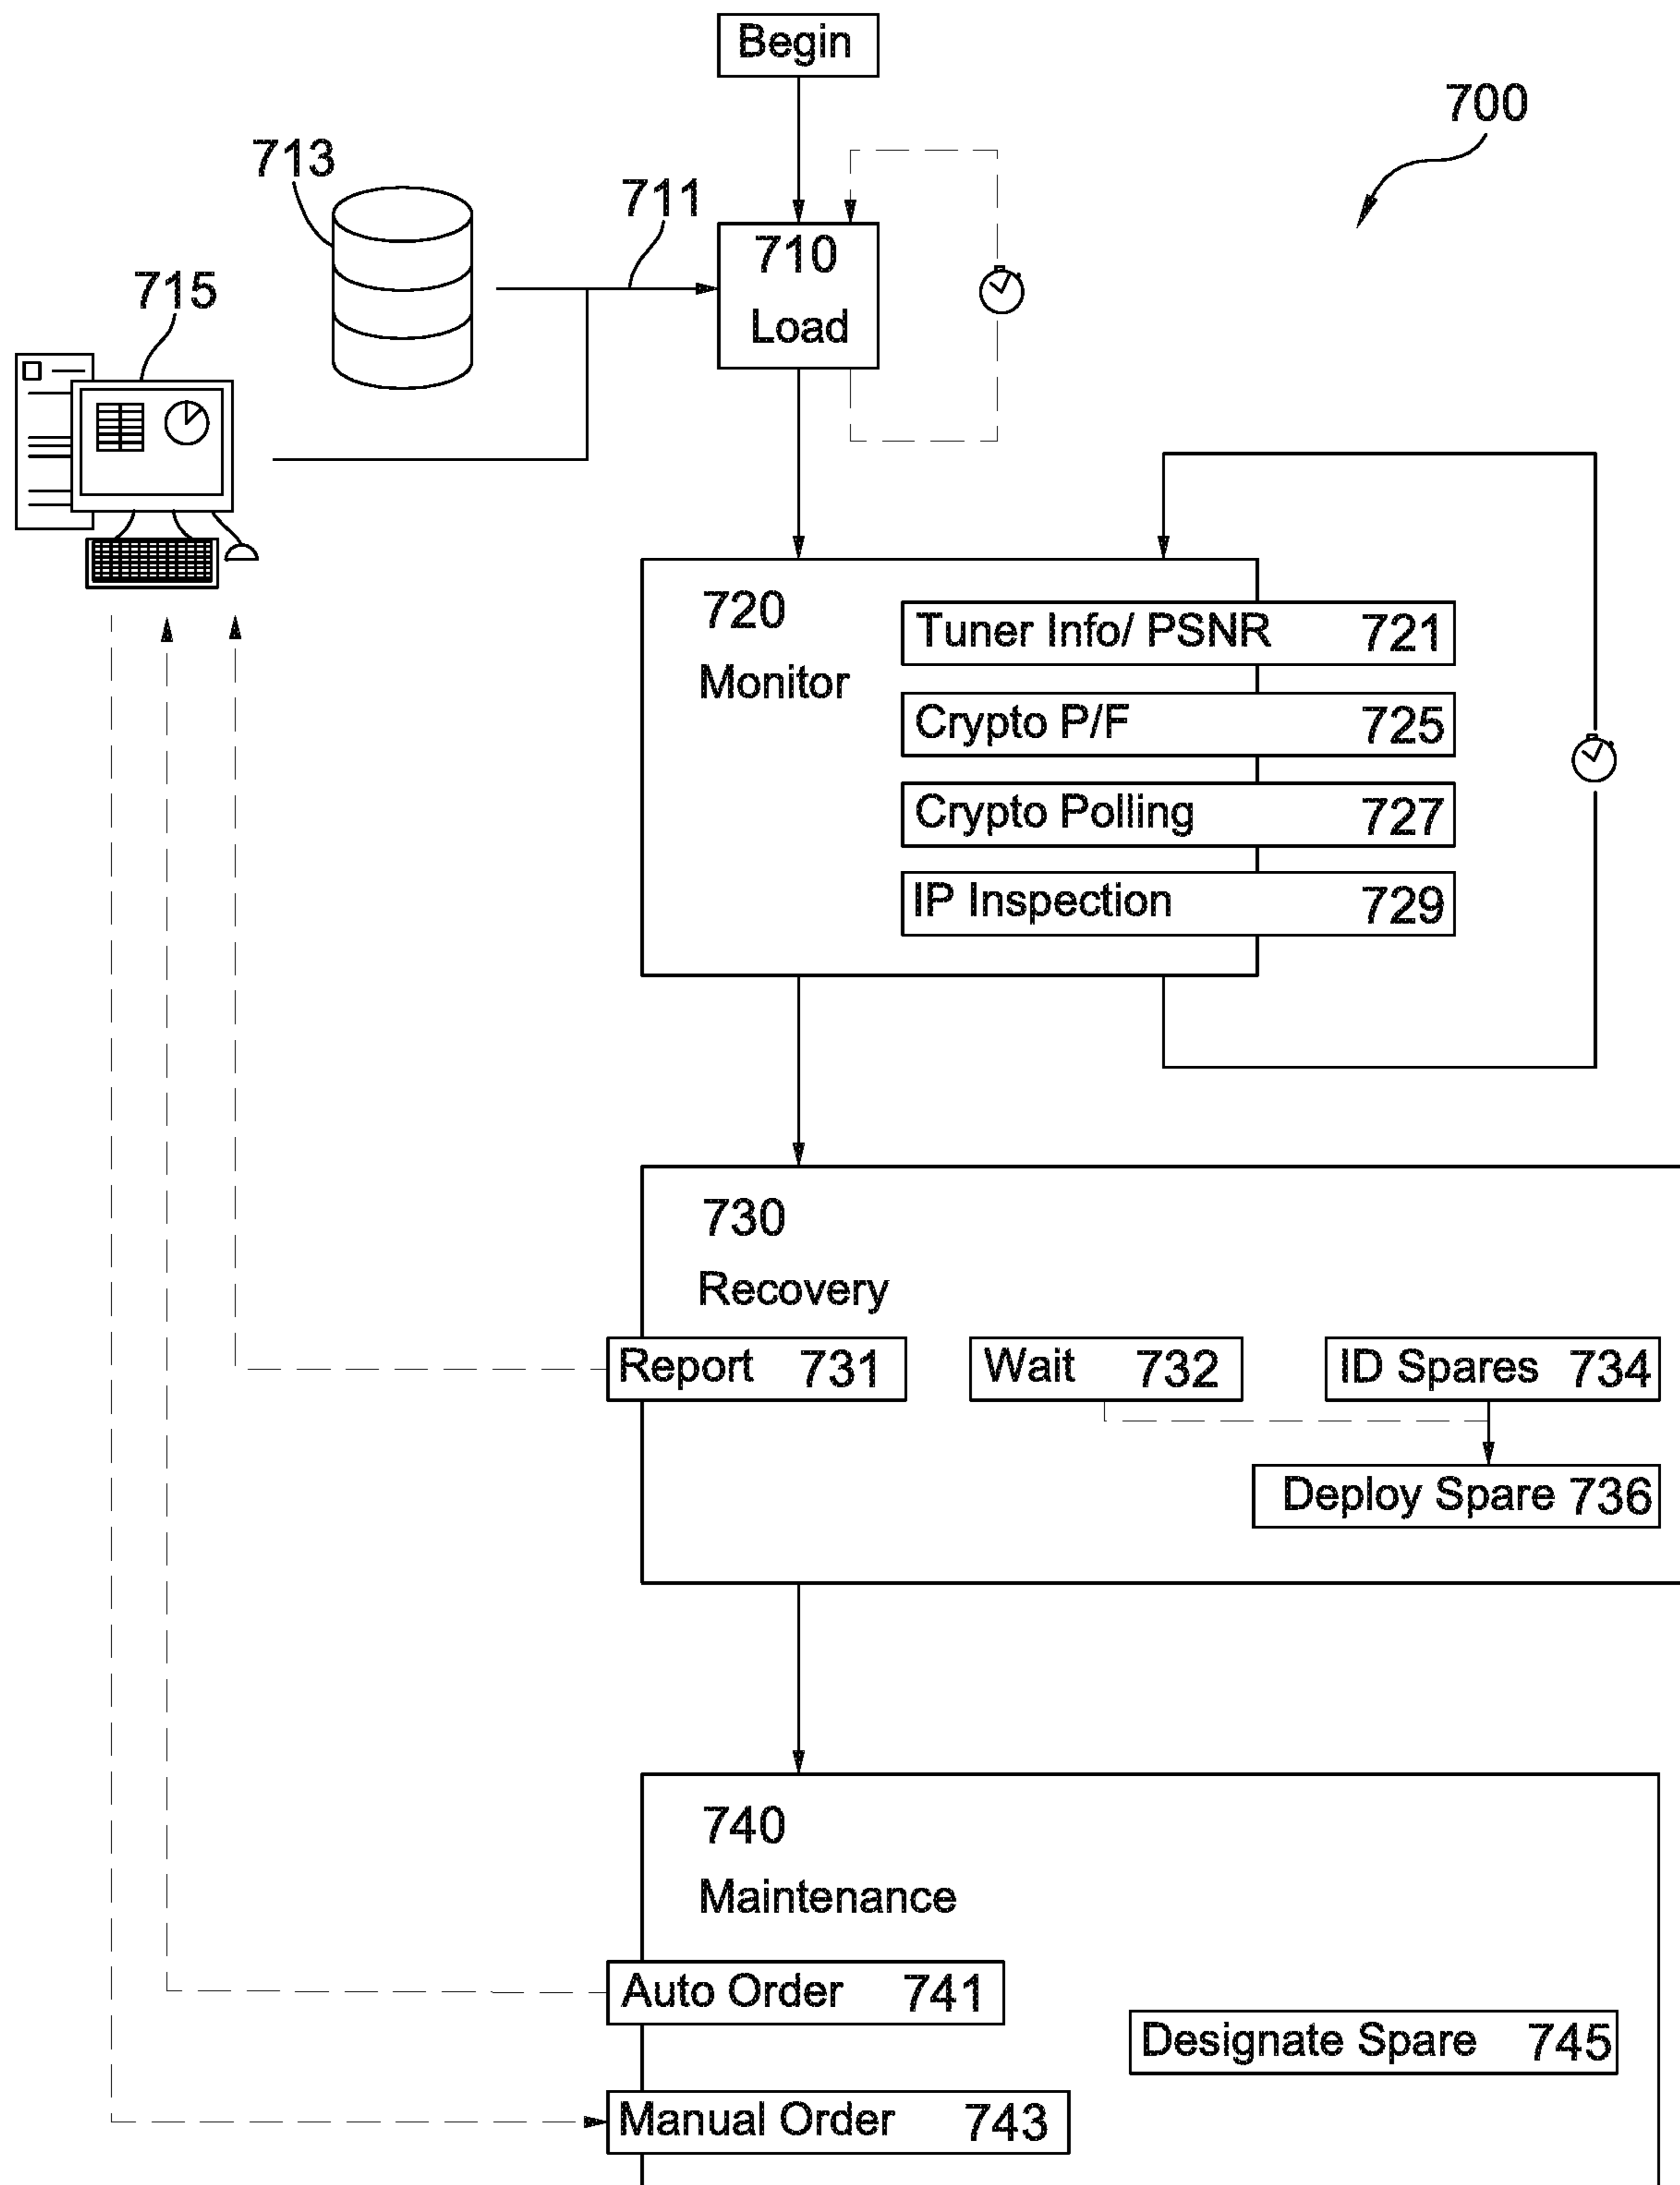 Begin
700
713
711
710
Load
715
720
Monitor
Tuner Info/ PSNR 721
Crypto P/F 725
Crypto Polling 727
IP Inspection 729
730
Recovery
Report 731
Wait 732
ID Spares 734
Deploy Spare 736
740
Maintenance
Auto Order 741
Designate Spare 745
Manual Order 743